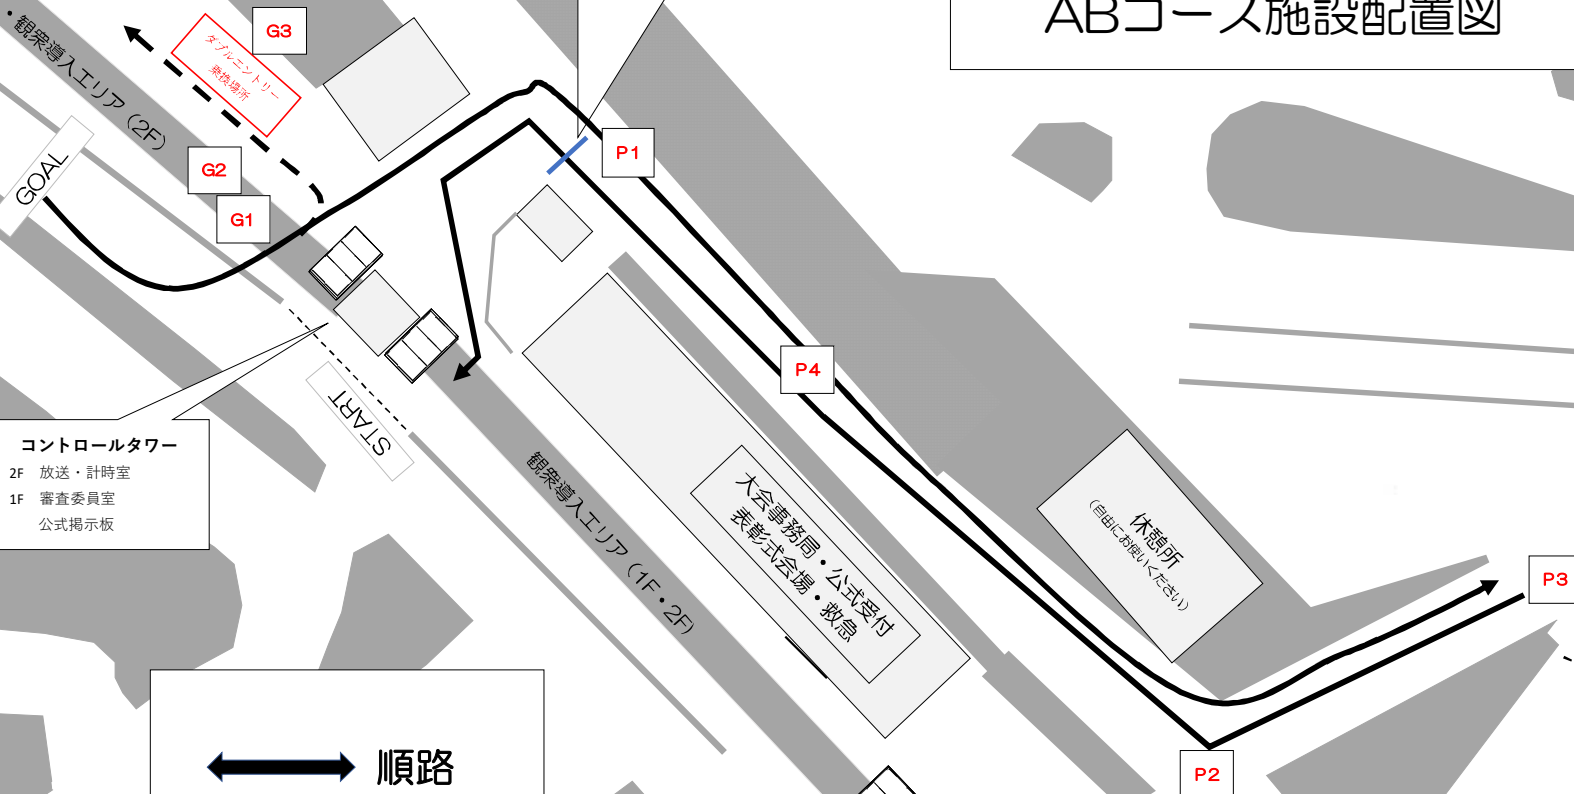 ABコース施設配置図
・観衆導入エリア（2F）
ダブルエントリー
乗換場所
G3
G2
G1
GOAL
P1
P4
START
コントロールタワー
2F 放送・計時室
1F 審査委員室
公式掲示板
観衆導入エリア（1F・2F）
大会事務局・公式受付
表彰式会場・救急
休憩所
（自由にお使いください）
P3
P2
順路